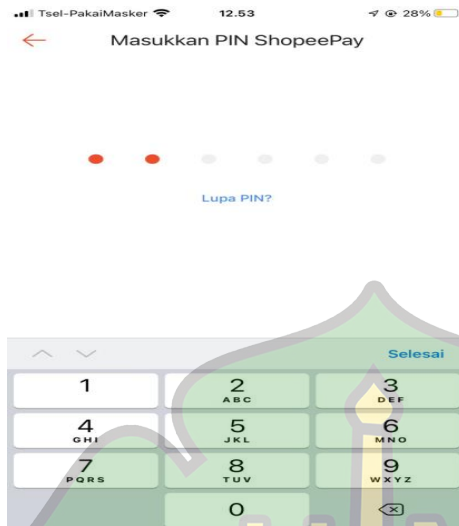 Tsel-PakaiMasker 12.53 28%
Masukkan PIN ShopeePay
Lupa PIN?
Selesai
1 2 3
ABC DEF
4 5 6
GHI JKL MNO
7 8 9
PQRS TUV WXYZ
0